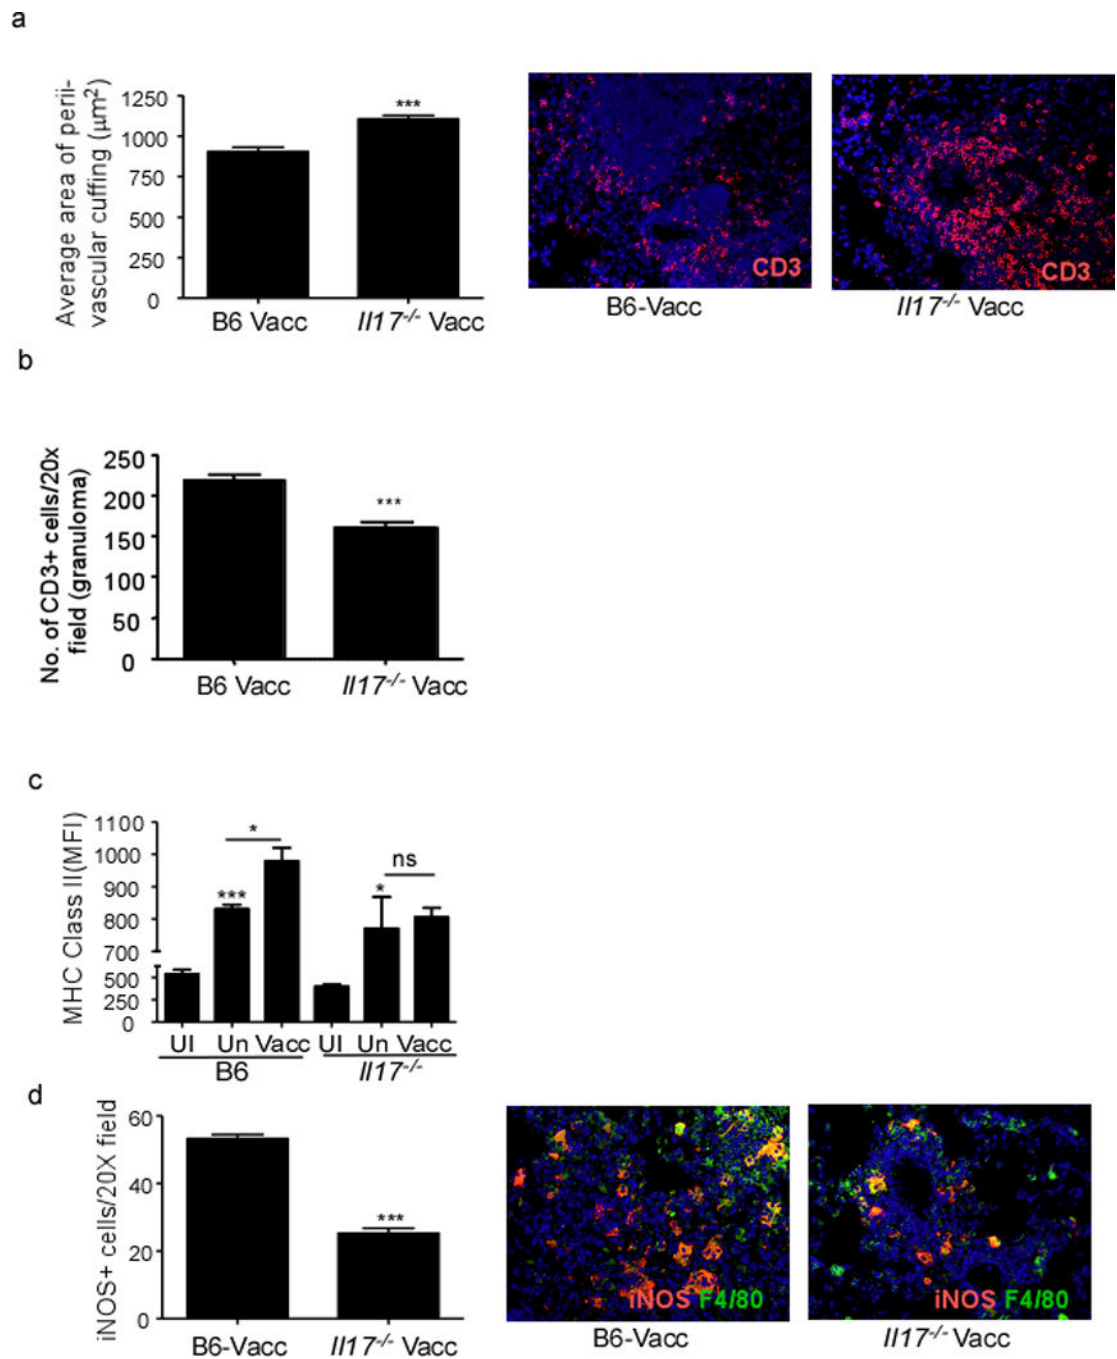 a
Average area of perii-
vascular cuffing (µm²)
1250
1000
750
500
250
0
***
B6 Vacc
Il17-/- Vacc
CD3
B6-Vacc
CD3
Il17-/- Vacc
b
No. of CD3+ cells/20x
field (granuloma)
250
200
150
100
50
0
***
B6 Vacc
Il17-/- Vacc
c
MHC Class II(MFI)
1100
1000
900
800
700
500
250
0
*
***
ns
*
UI Un Vacc UI Un Vacc
B6
Il17-/-
d
iNOS+ cells/20X field
60
40
20
0
***
B6-Vacc
Il17-/- Vacc
iNOS F4/80
B6-Vacc
iNOS F4/80
Il17-/- Vacc